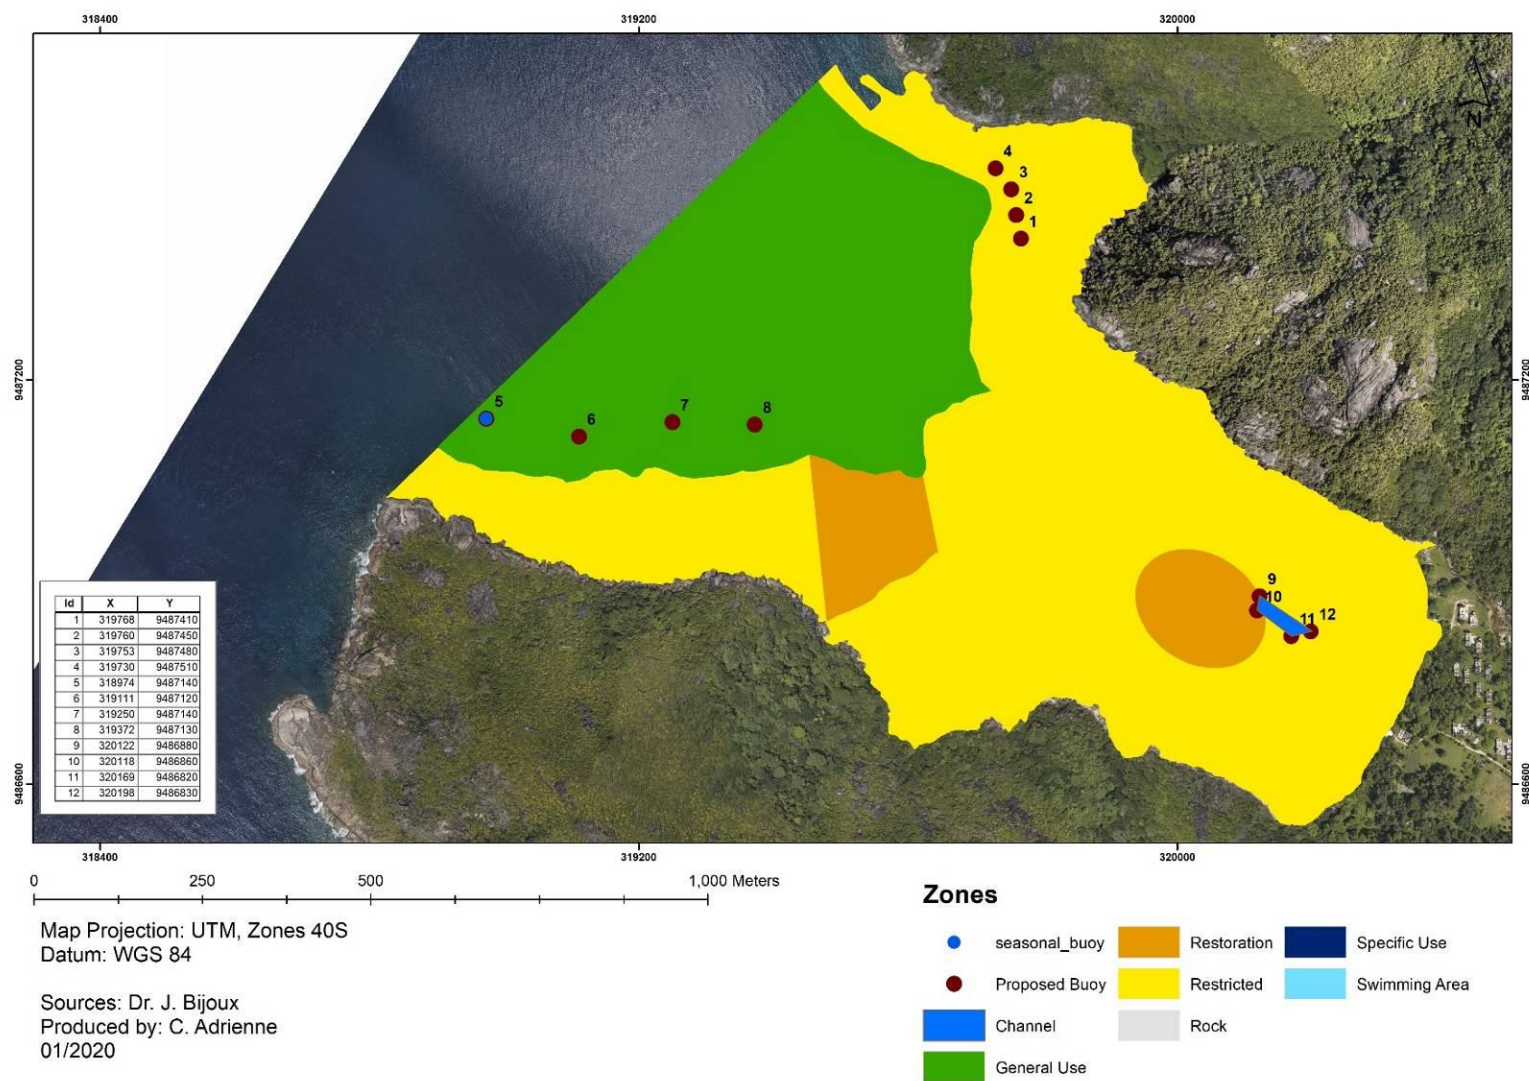 318400 319200 320000
N
4
3
2
1
9487200 9487200
5
6
7
8
9
10
11 12
Id X Y
1 319768 9487410
2 319760 9487450
3 319753 9487480
4 319730 9487510
5 318974 9487140
6 319111 9487120
7 319250 9487140
8 319372 9487130
9 320122 9486880
10 320118 9486860
11 320169 9486820
12 320198 9486830
9486600 9486600
318400 319200 320000
0 250 500 1,000 Meters
Map Projection: UTM, Zones 40S
Datum: WGS 84
Sources: Dr. J. Bijoux
Produced by: C. Adrienne
01/2020
Zones
seasonal_buoy Restoration Specific Use
Proposed Buoy Restricted Swimming Area
Channel Rock
General Use